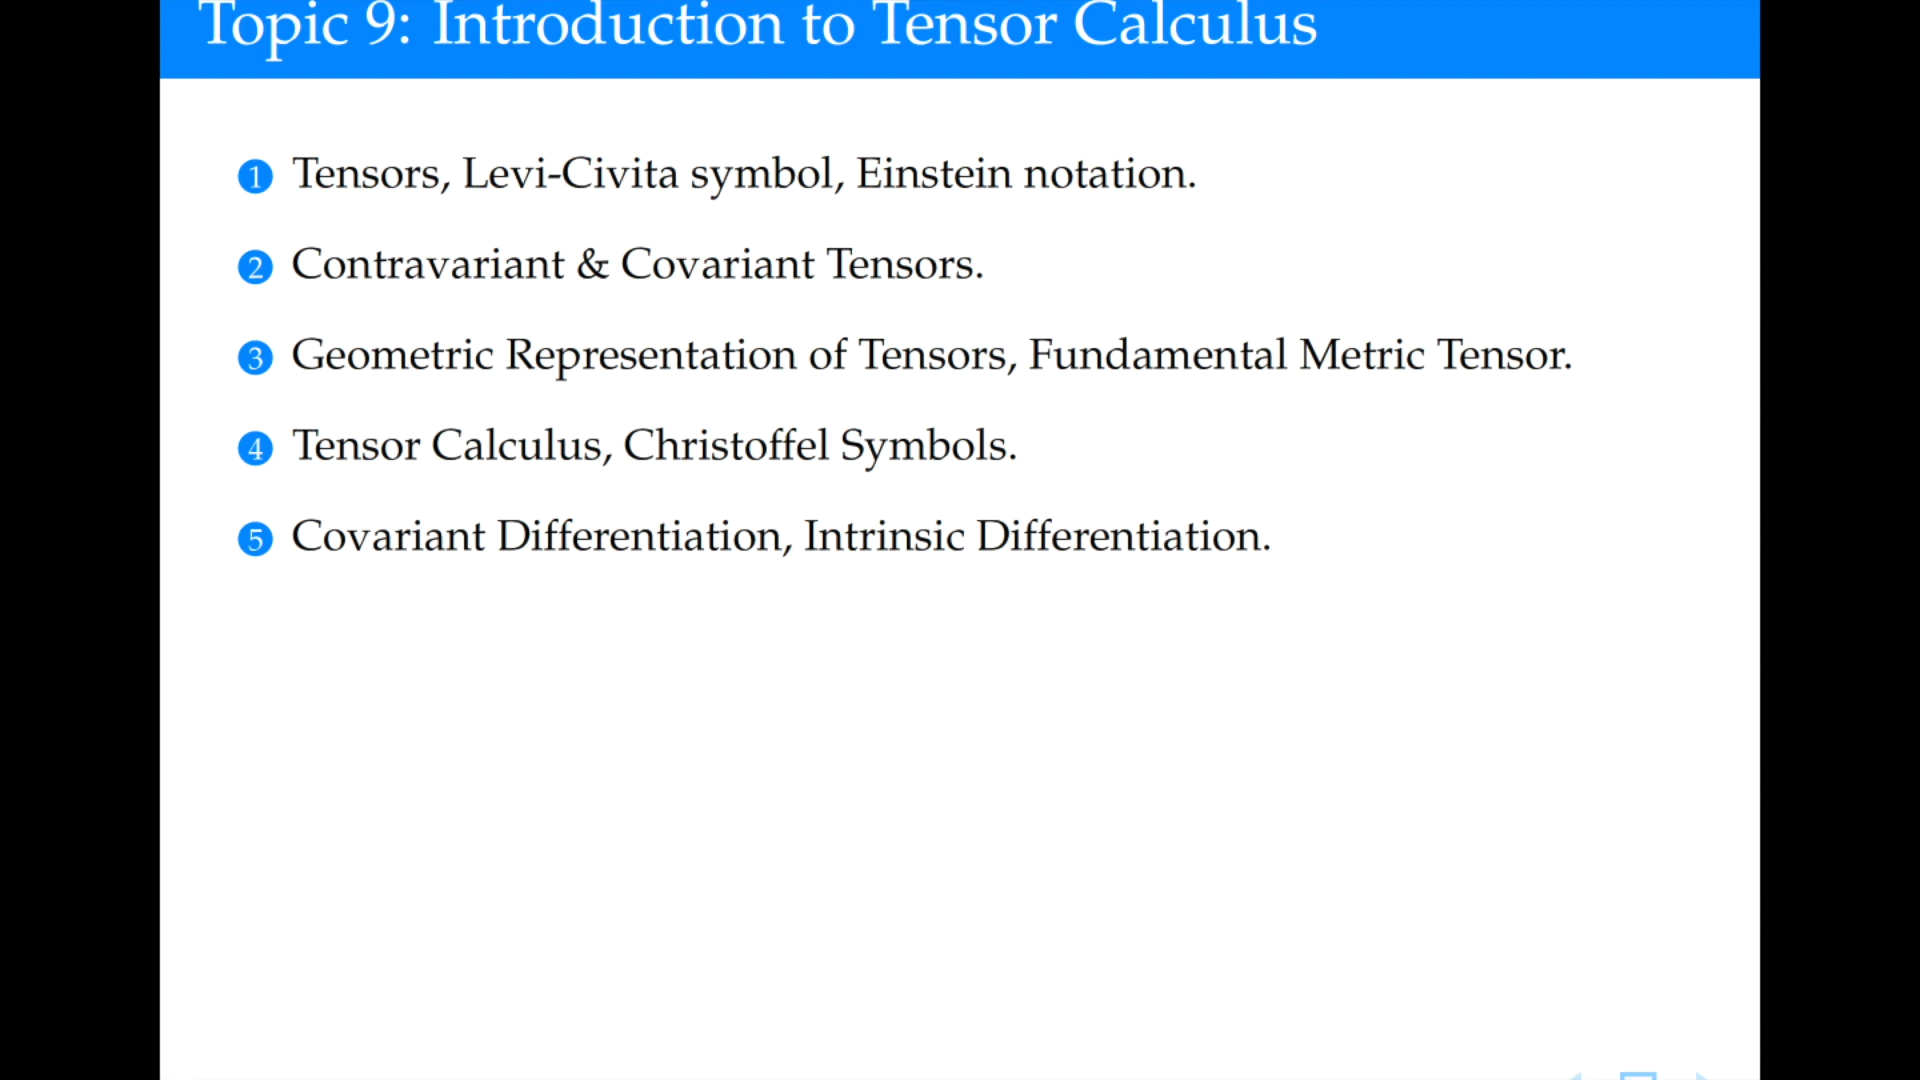 Topic 9: Introduction to Tensor Calculus
1 Tensors, Levi-Civita symbol, Einstein notation.
2 Contravariant & Covariant Tensors.
3 Geometric Representation of Tensors, Fundamental Metric Tensor.
4 Tensor Calculus, Christoffel Symbols.
5 Covariant Differentiation, Intrinsic Differentiation.